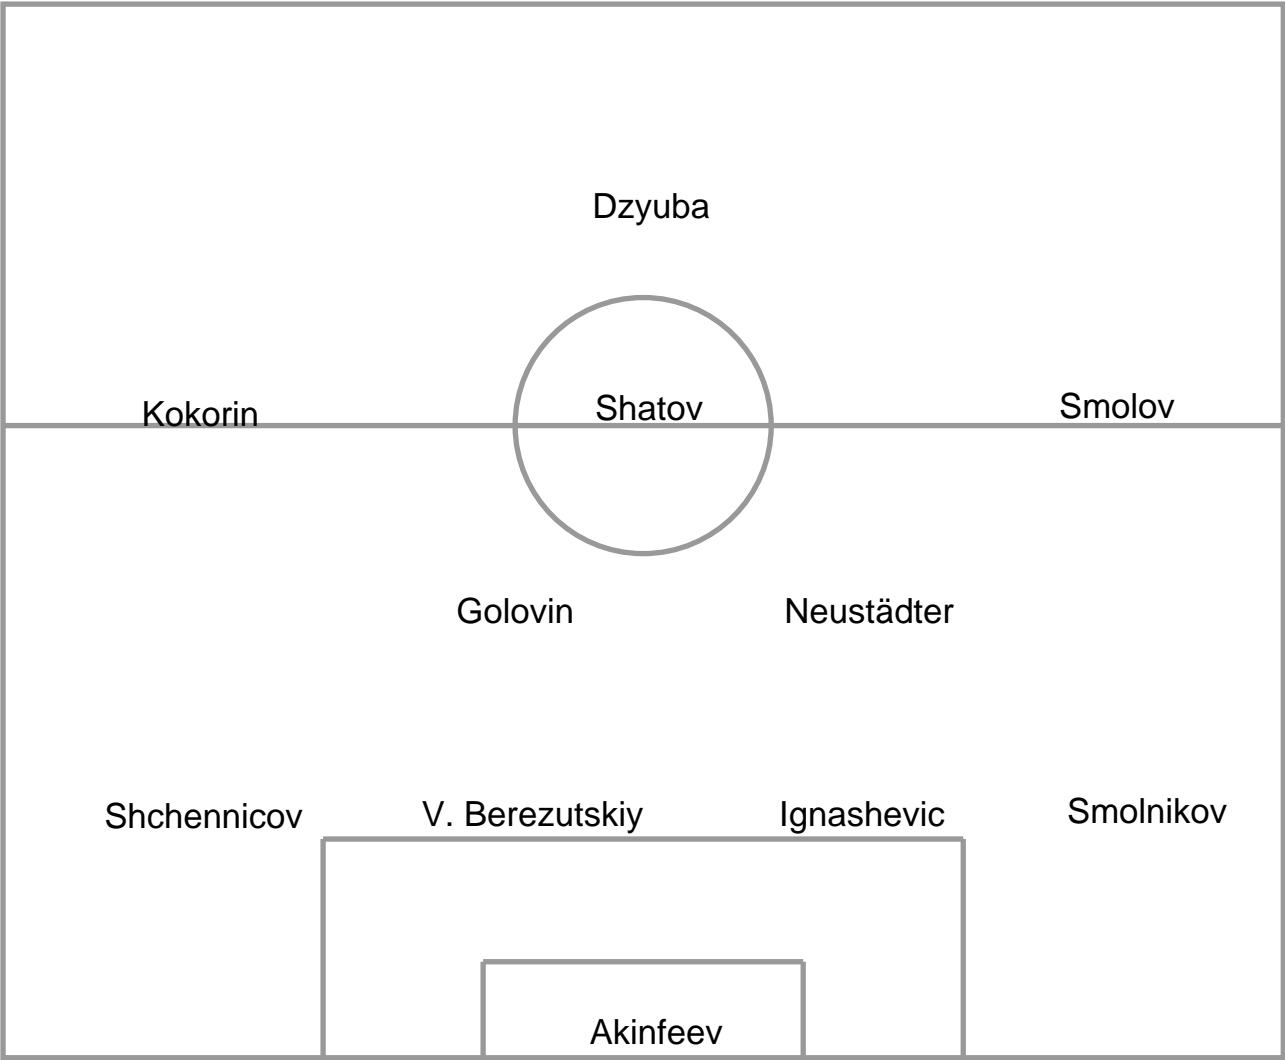 Dzyuba
Kokorin Shatov Smolov
Golovin Neustädter
Shchennicov V. Berezutskiy Ignashevic Smolnikov
Akinfeev